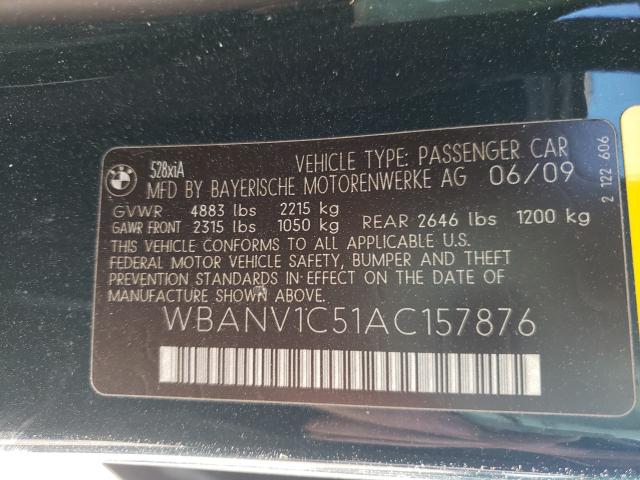 BMW
528xiA VEHICLE TYPE: PASSENGER CAR
MFD BY BAYERISCHE MOTORENWERKE AG 06/09
GVWR 4883 lbs 2215 kg
GAWR FRONT 2315 lbs 1050 kg REAR 2646 lbs 1200 kg
THIS VEHICLE CONFORMS TO ALL APPLICABLE U.S.
FEDERAL MOTOR VEHICLE SAFETY, BUMPER AND THEFT
PREVENTION STANDARDS IN EFFECT ON THE DATE OF
MANUFACTURE SHOWN ABOVE.
WBANV1C51AC157876
2 122 606